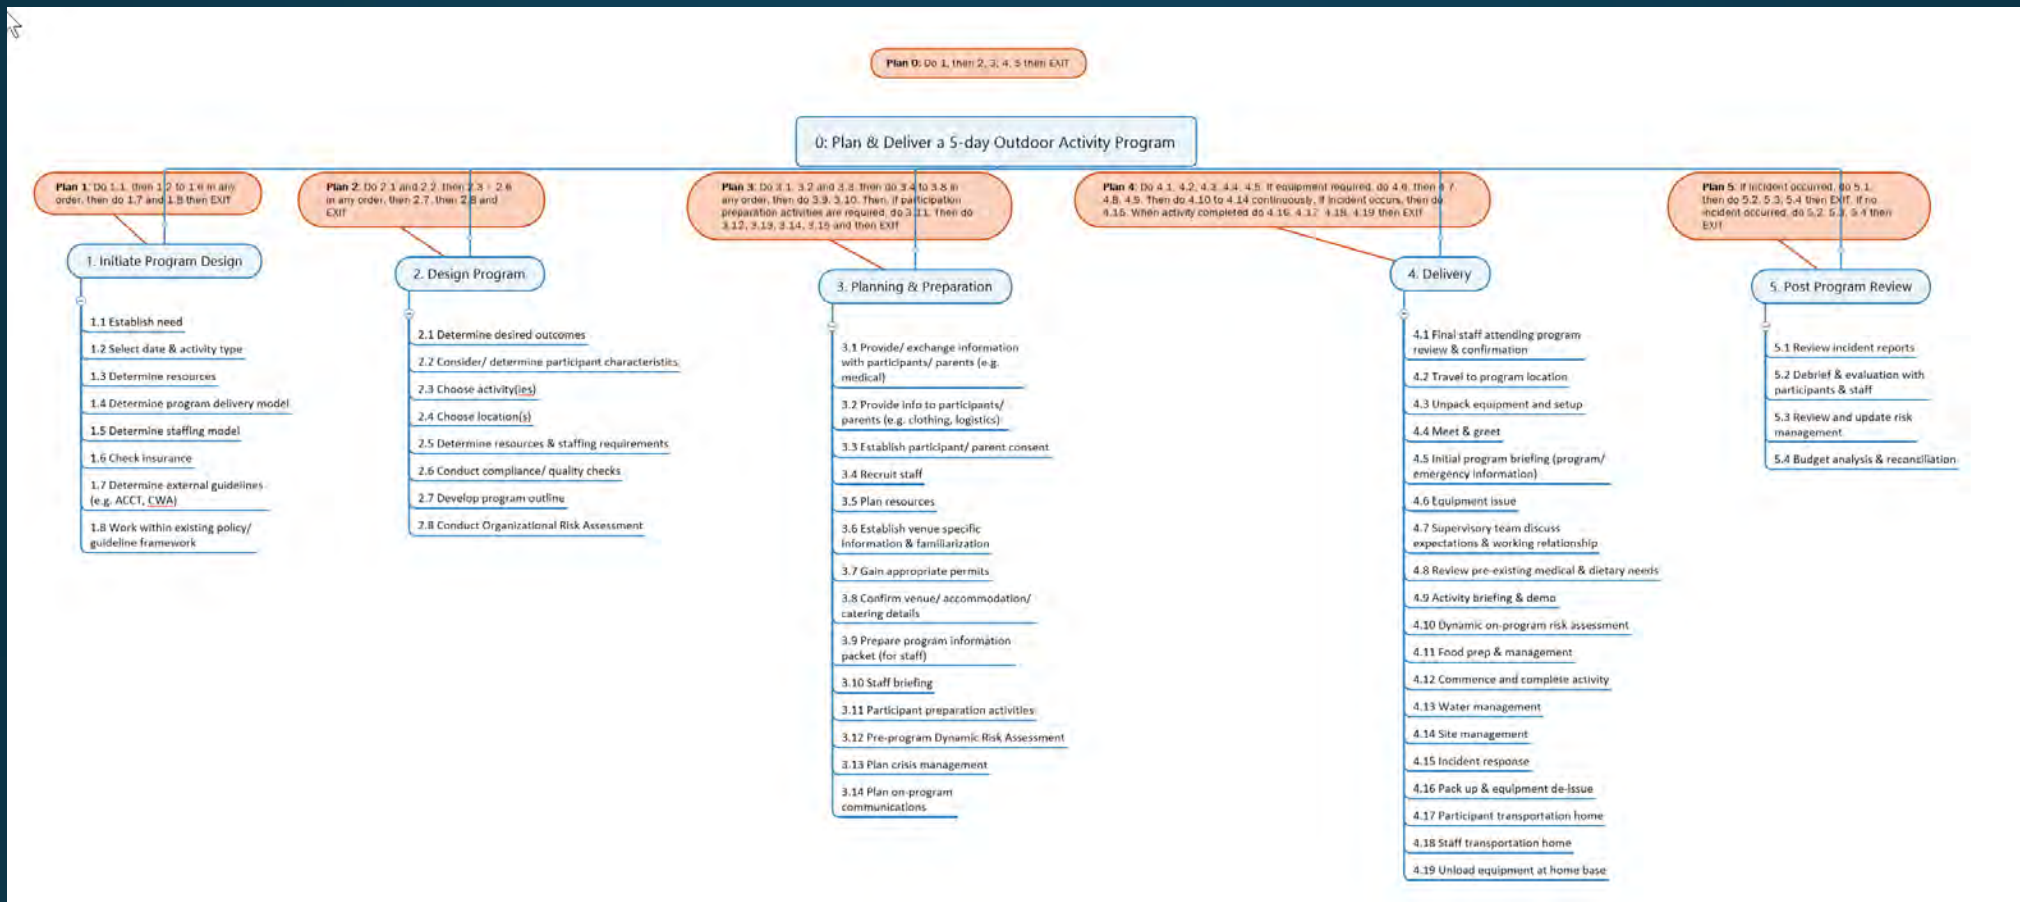 Plan 0: Do 1, then 2, 3, 4, 5 then EXIT
0: Plan & Deliver a 5-day Outdoor Activity Program
Plan 1: Do 1.1, then 1.2 to 1.6 in any
order, then do 1.7 and 1.8 then EXIT
1. Initiate Program Design
1.1 Establish need
1.2 Select date & activity type
1.3 Determine resources
1.4 Determine program delivery model
1.5 Determine staffing model
1.6 Check insurance
1.7 Determine external guidelines
(e.g. ACCT, CWA)
1.8 Work within existing policy/
guideline framework
Plan 2: Do 2.1 and 2.2, then 2.3 - 2.6
in any order, then 2.7, then 2.8 and
EXIT
2. Design Program
2.1 Determine desired outcomes
2.2 Consider/ determine participant characteristics
2.3 Choose activity(ies)
2.4 Choose location(s)
2.5 Determine resources & staffing requirements
2.6 Conduct compliance/ quality checks
2.7 Develop program outline
2.8 Conduct Organizational Risk Assessment
Plan 3: Do 3.1, 3.2 and 3.3, then do 3.4 to 3.8 in
any order, then do 3.9, 3.10. Then, if participation
preparation activities are required, do 3.11. Then do
3.12, 3.13, 3.14, 3.15 and then EXIT
3. Planning & Preparation
3.1 Provide/ exchange information
with participants/ parents (e.g.
medical)
3.2 Provide info to participants/
parents (e.g. clothing, logistics)
3.3 Establish participant/ parent consent
3.4 Recruit staff
3.5 Plan resources
3.6 Establish venue specific
information & familiarization
3.7 Gain appropriate permits
3.8 Confirm venue/ accommodation/
catering details
3.9 Prepare program information
packet (for staff)
3.10 Staff briefing
3.11 Participant preparation activities
3.12 Pre-program Dynamic Risk Assessment
3.13 Plan crisis management
3.14 Plan on-program
communications
Plan 4: Do 4.1, 4.2, 4.3, 4.4, 4.5. If equipment required, do 4.6, then 4.7,
4.8, 4.9. Then do 4.10 to 4.14 continuously. If incident occurs, then do
4.15. When activity completed do 4.16, 4.17, 4.18, 4.19 then EXIT
4. Delivery
4.1 Final staff attending program
review & confirmation
4.2 Travel to program location
4.3 Unpack equipment and setup
4.4 Meet & greet
4.5 Initial program briefing (program/
emergency information)
4.6 Equipment issue
4.7 Supervisory team discuss
expectations & working relationship
4.8 Review pre-existing medical & dietary needs
4.9 Activity briefing & demo
4.10 Dynamic on-program risk assessment
4.11 Food prep & management
4.12 Commence and complete activity
4.13 Water management
4.14 Site management
4.15 Incident response
4.16 Pack up & equipment de-issue
4.17 Participant transportation home
4.18 Staff transportation home
4.19 Unload equipment at home base
Plan 5: If incident occurred, do 5.1,
then do 5.2, 5.3, 5.4 then EXIT. If no
incident occurred, do 5.2, 5.3, 5.4 then
EXIT
5. Post Program Review
5.1 Review incident reports
5.2 Debrief & evaluation with
participants & staff
5.3 Review and update risk
management
5.4 Budget analysis & reconciliation